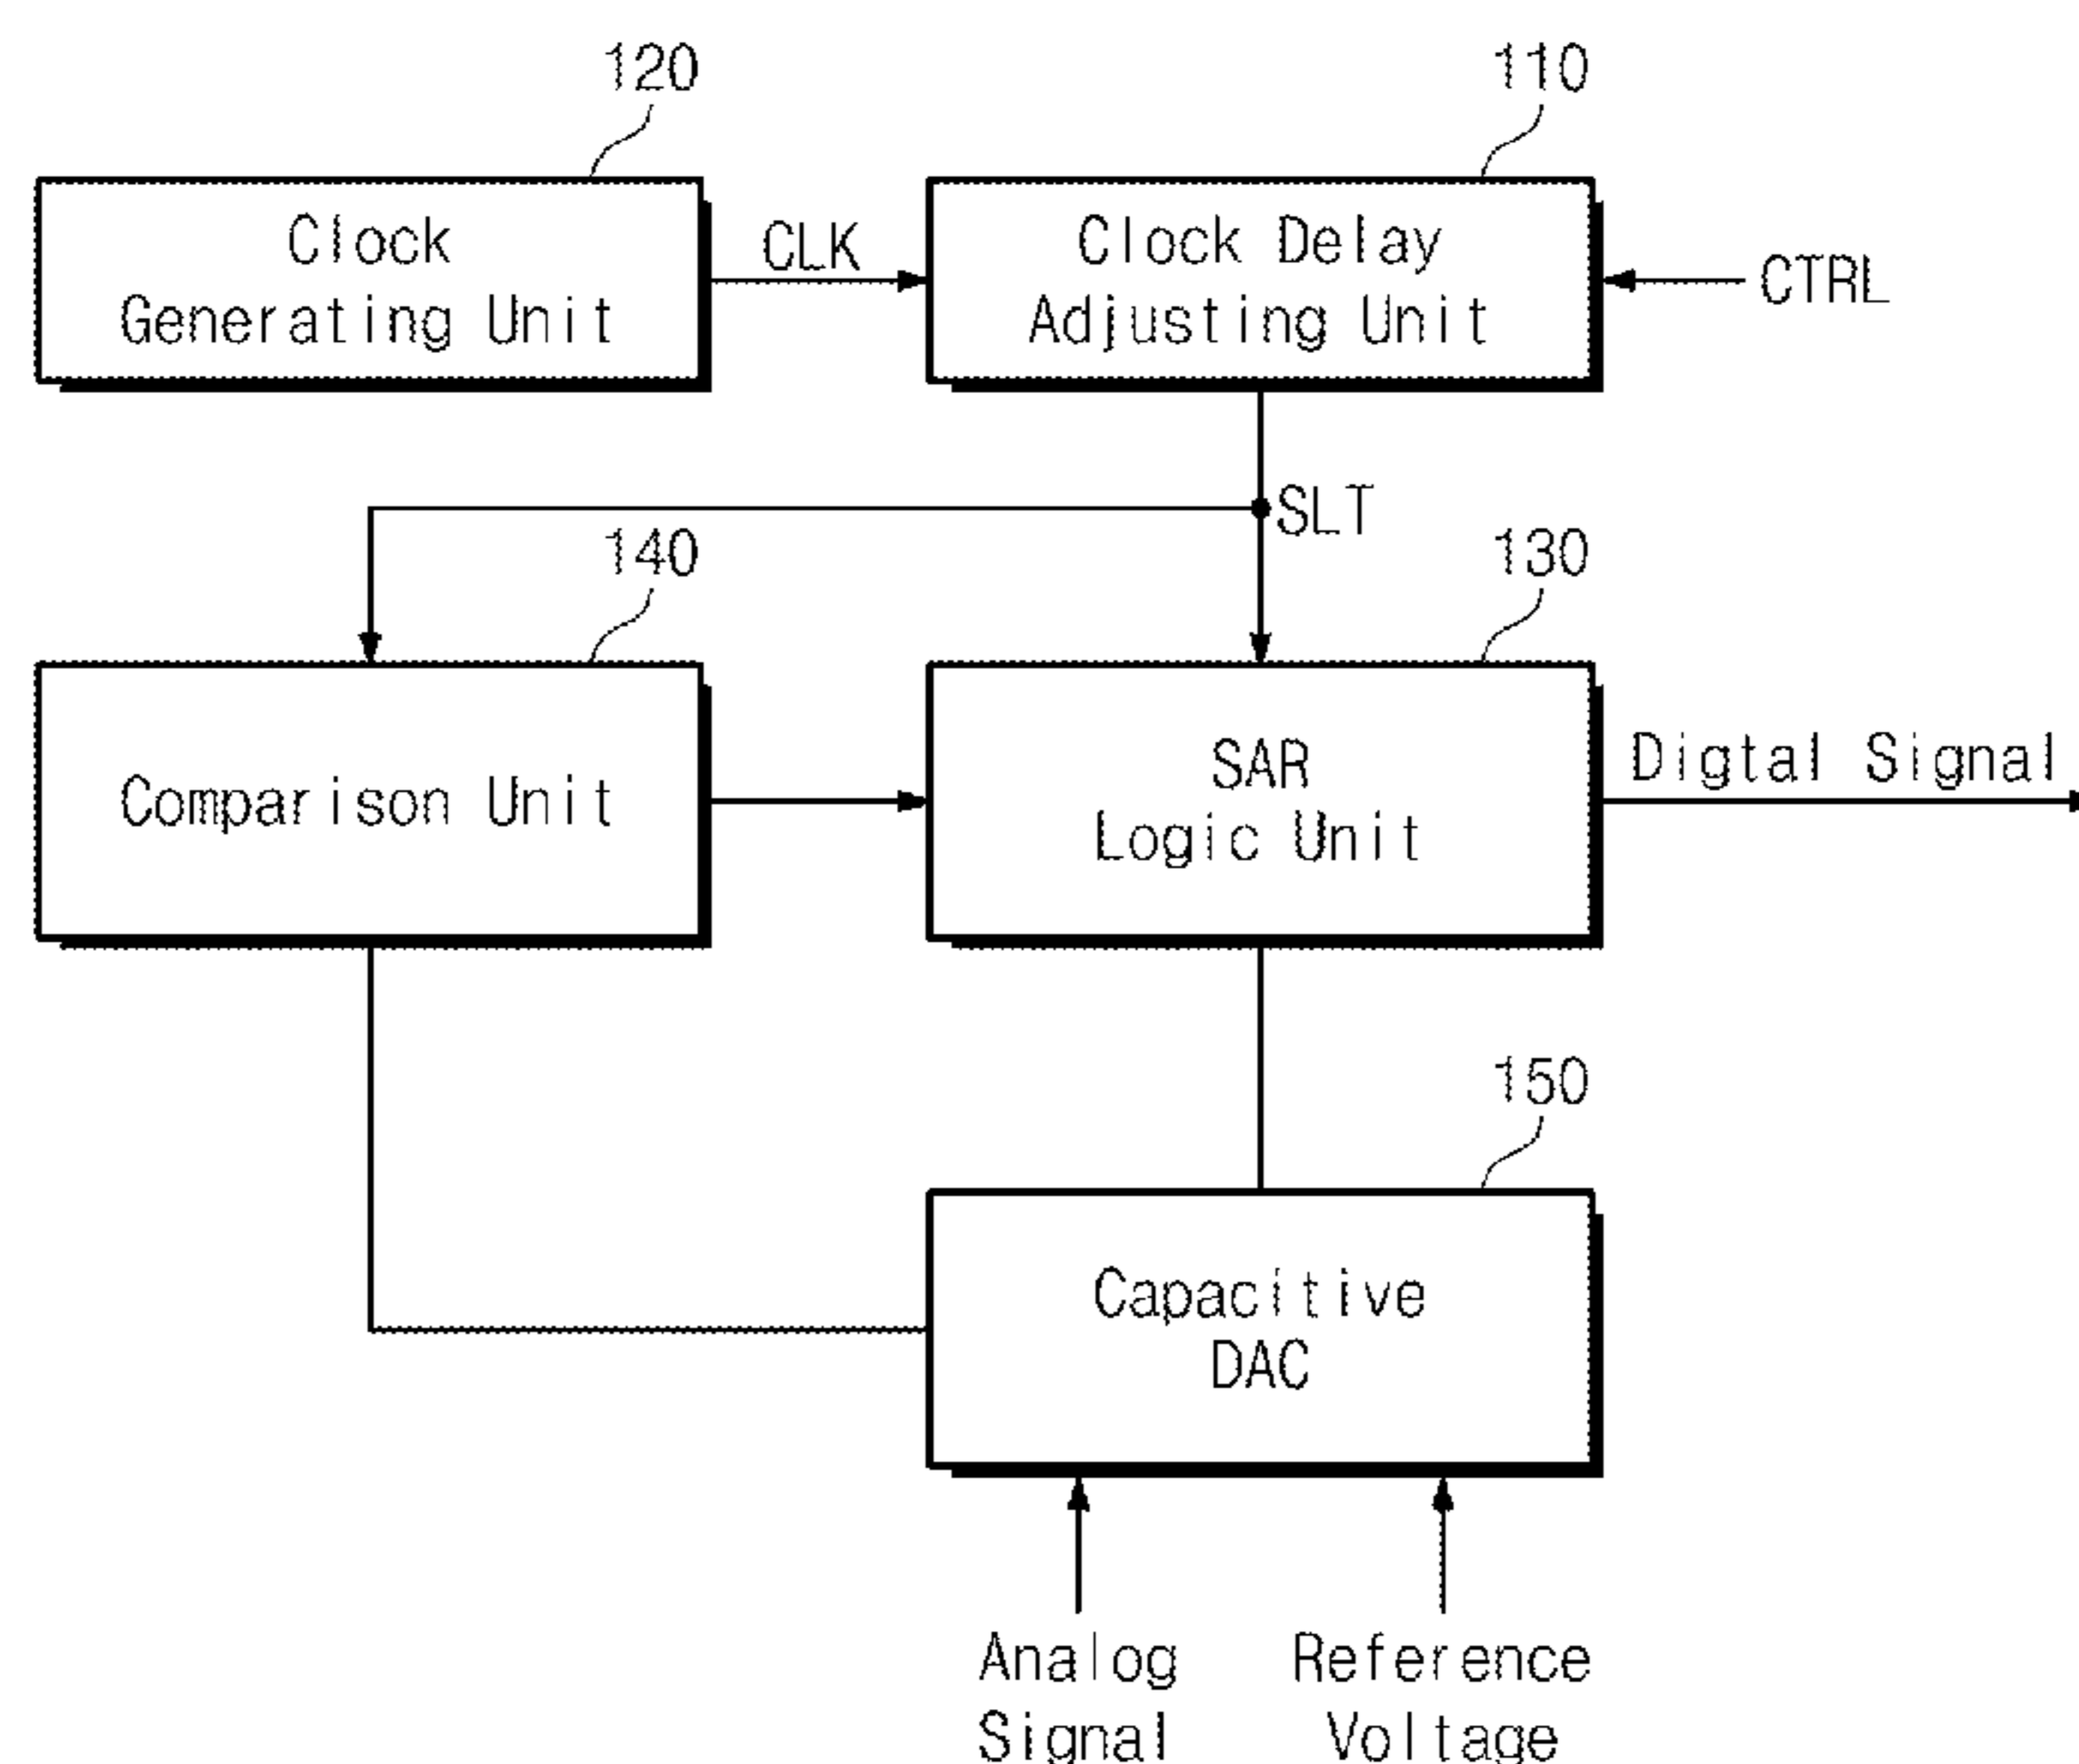 120
110
Clock
Generating Unit
CLK
Clock Delay
Adjusting Unit
CTRL
SLT
140
130
Comparison Unit
SAR
Logic Unit
Digtal Signal
150
Capacitive
DAC
Analog
Signal
Reference
Voltage